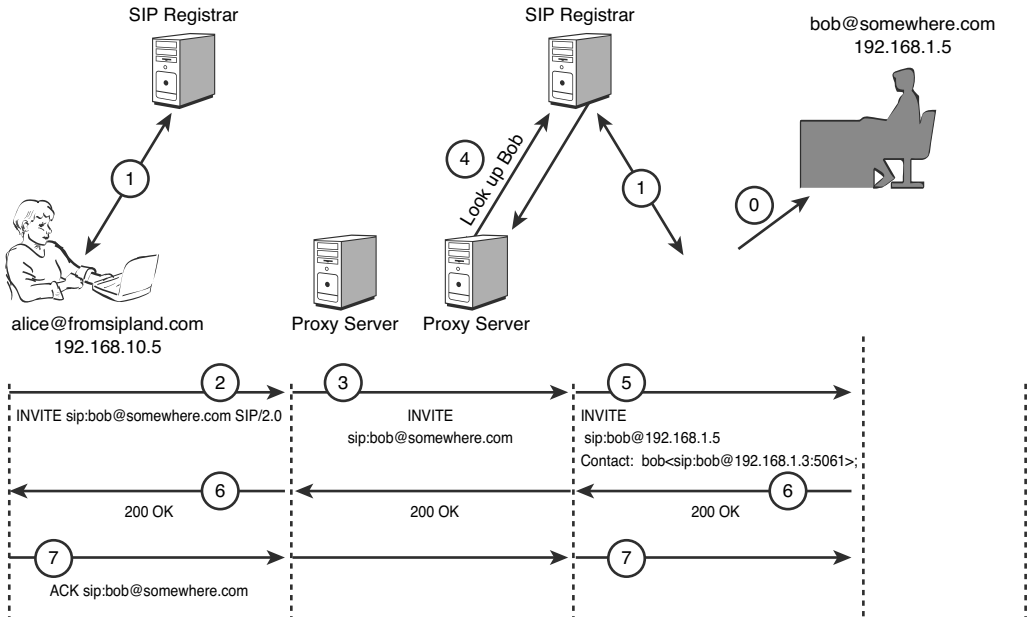 SIP Registrar
SIP Registrar
bob@somewhere.com
192.168.1.5
1
4
Look up Bob
1
0
alice@fromsipland.com
192.168.10.5
Proxy Server
Proxy Server
2
3
5
INVITE sip:bob@somewhere.com SIP/2.0
INVITE
sip:bob@somewhere.com
INVITE
sip:bob@192.168.1.5
Contact: bob<sip:bob@192.168.1.3:5061>;
6
6
200 OK
200 OK
200 OK
7
7
ACK sip:bob@somewhere.com